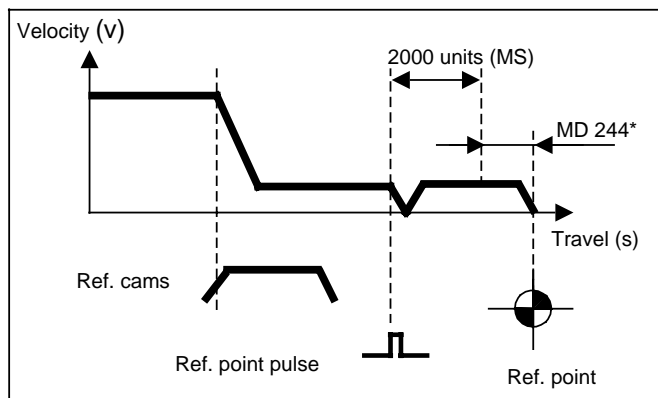 Velocity (v)
2000 units (MS)
MD 244*
Travel (s)
Ref. cams
Ref. point pulse
Ref. point